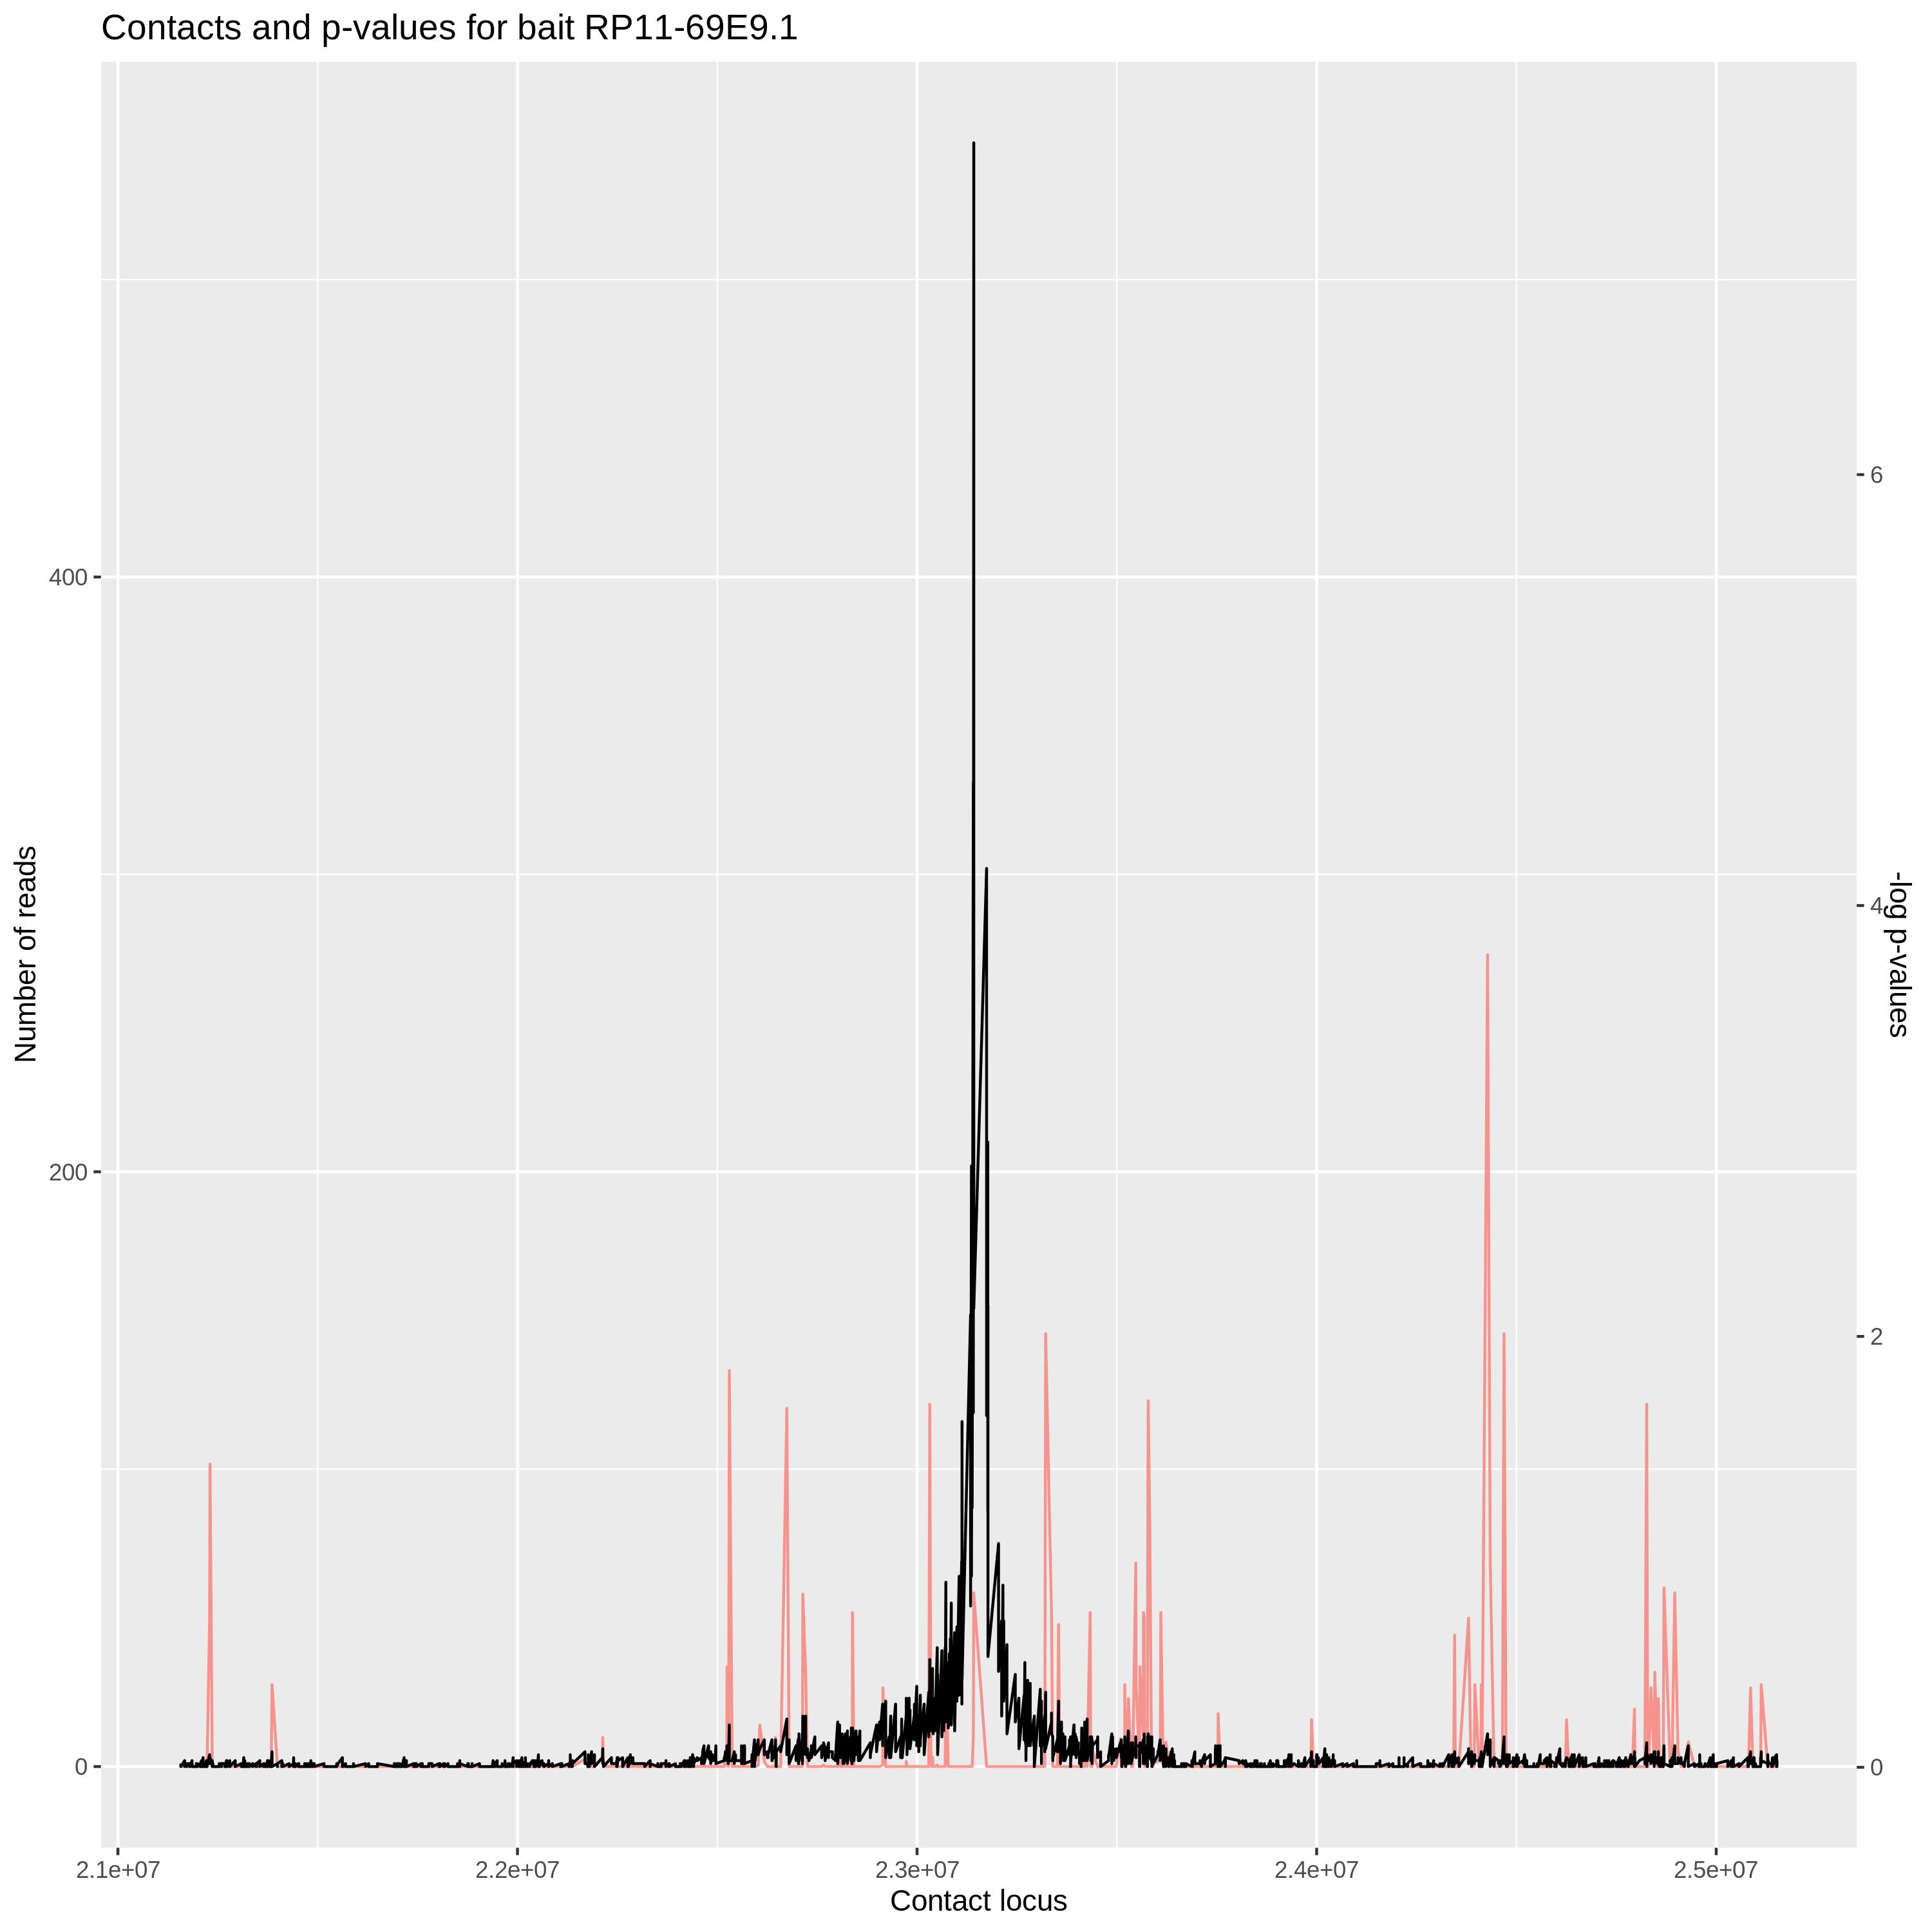 Contacts and p-values for bait RP11-69E9.1
Number of reads
400
200
0
6
4
2
0
-log p-values
2.1e+07 2.2e+07 2.3e+07 2.4e+07 2.5e+07
Contact locus